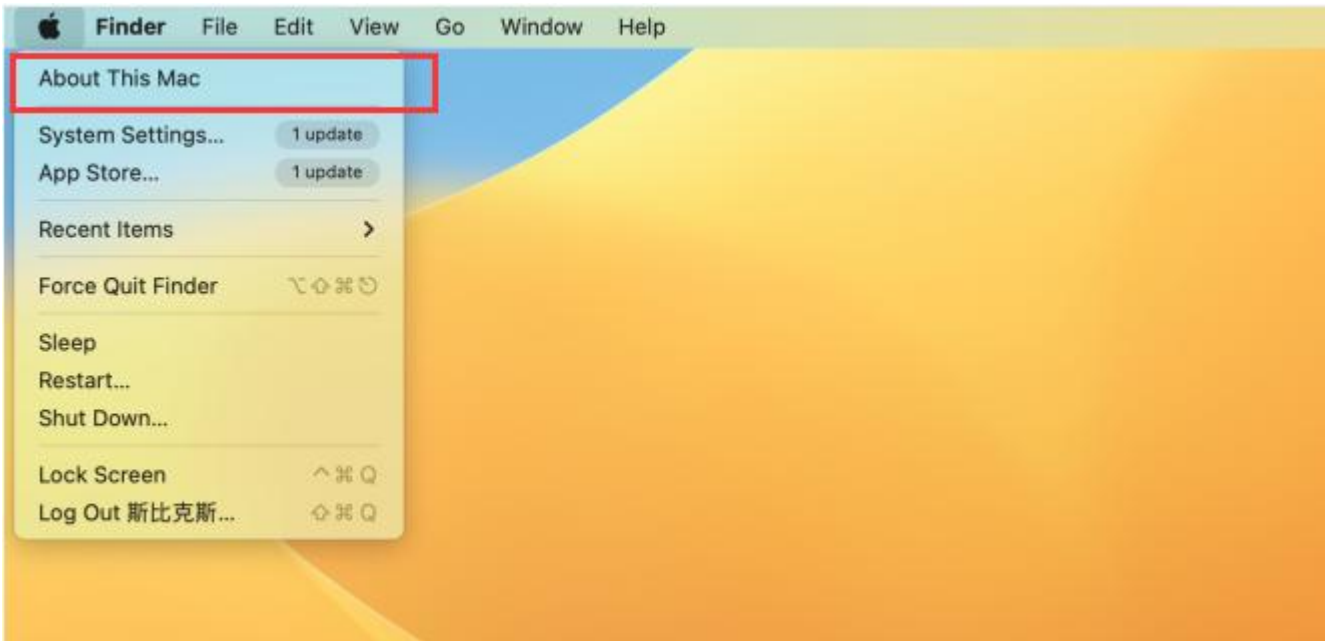 Finder File Edit View Go Window Help
About This Mac
System Settings... 1 update
App Store... 1 update
Recent Items
Force Quit Finder ⌥⇧⌘⎋
Sleep
Restart...
Shut Down...
Lock Screen ^⌘Q
Log Out 斯比克斯... ⇧⌘Q